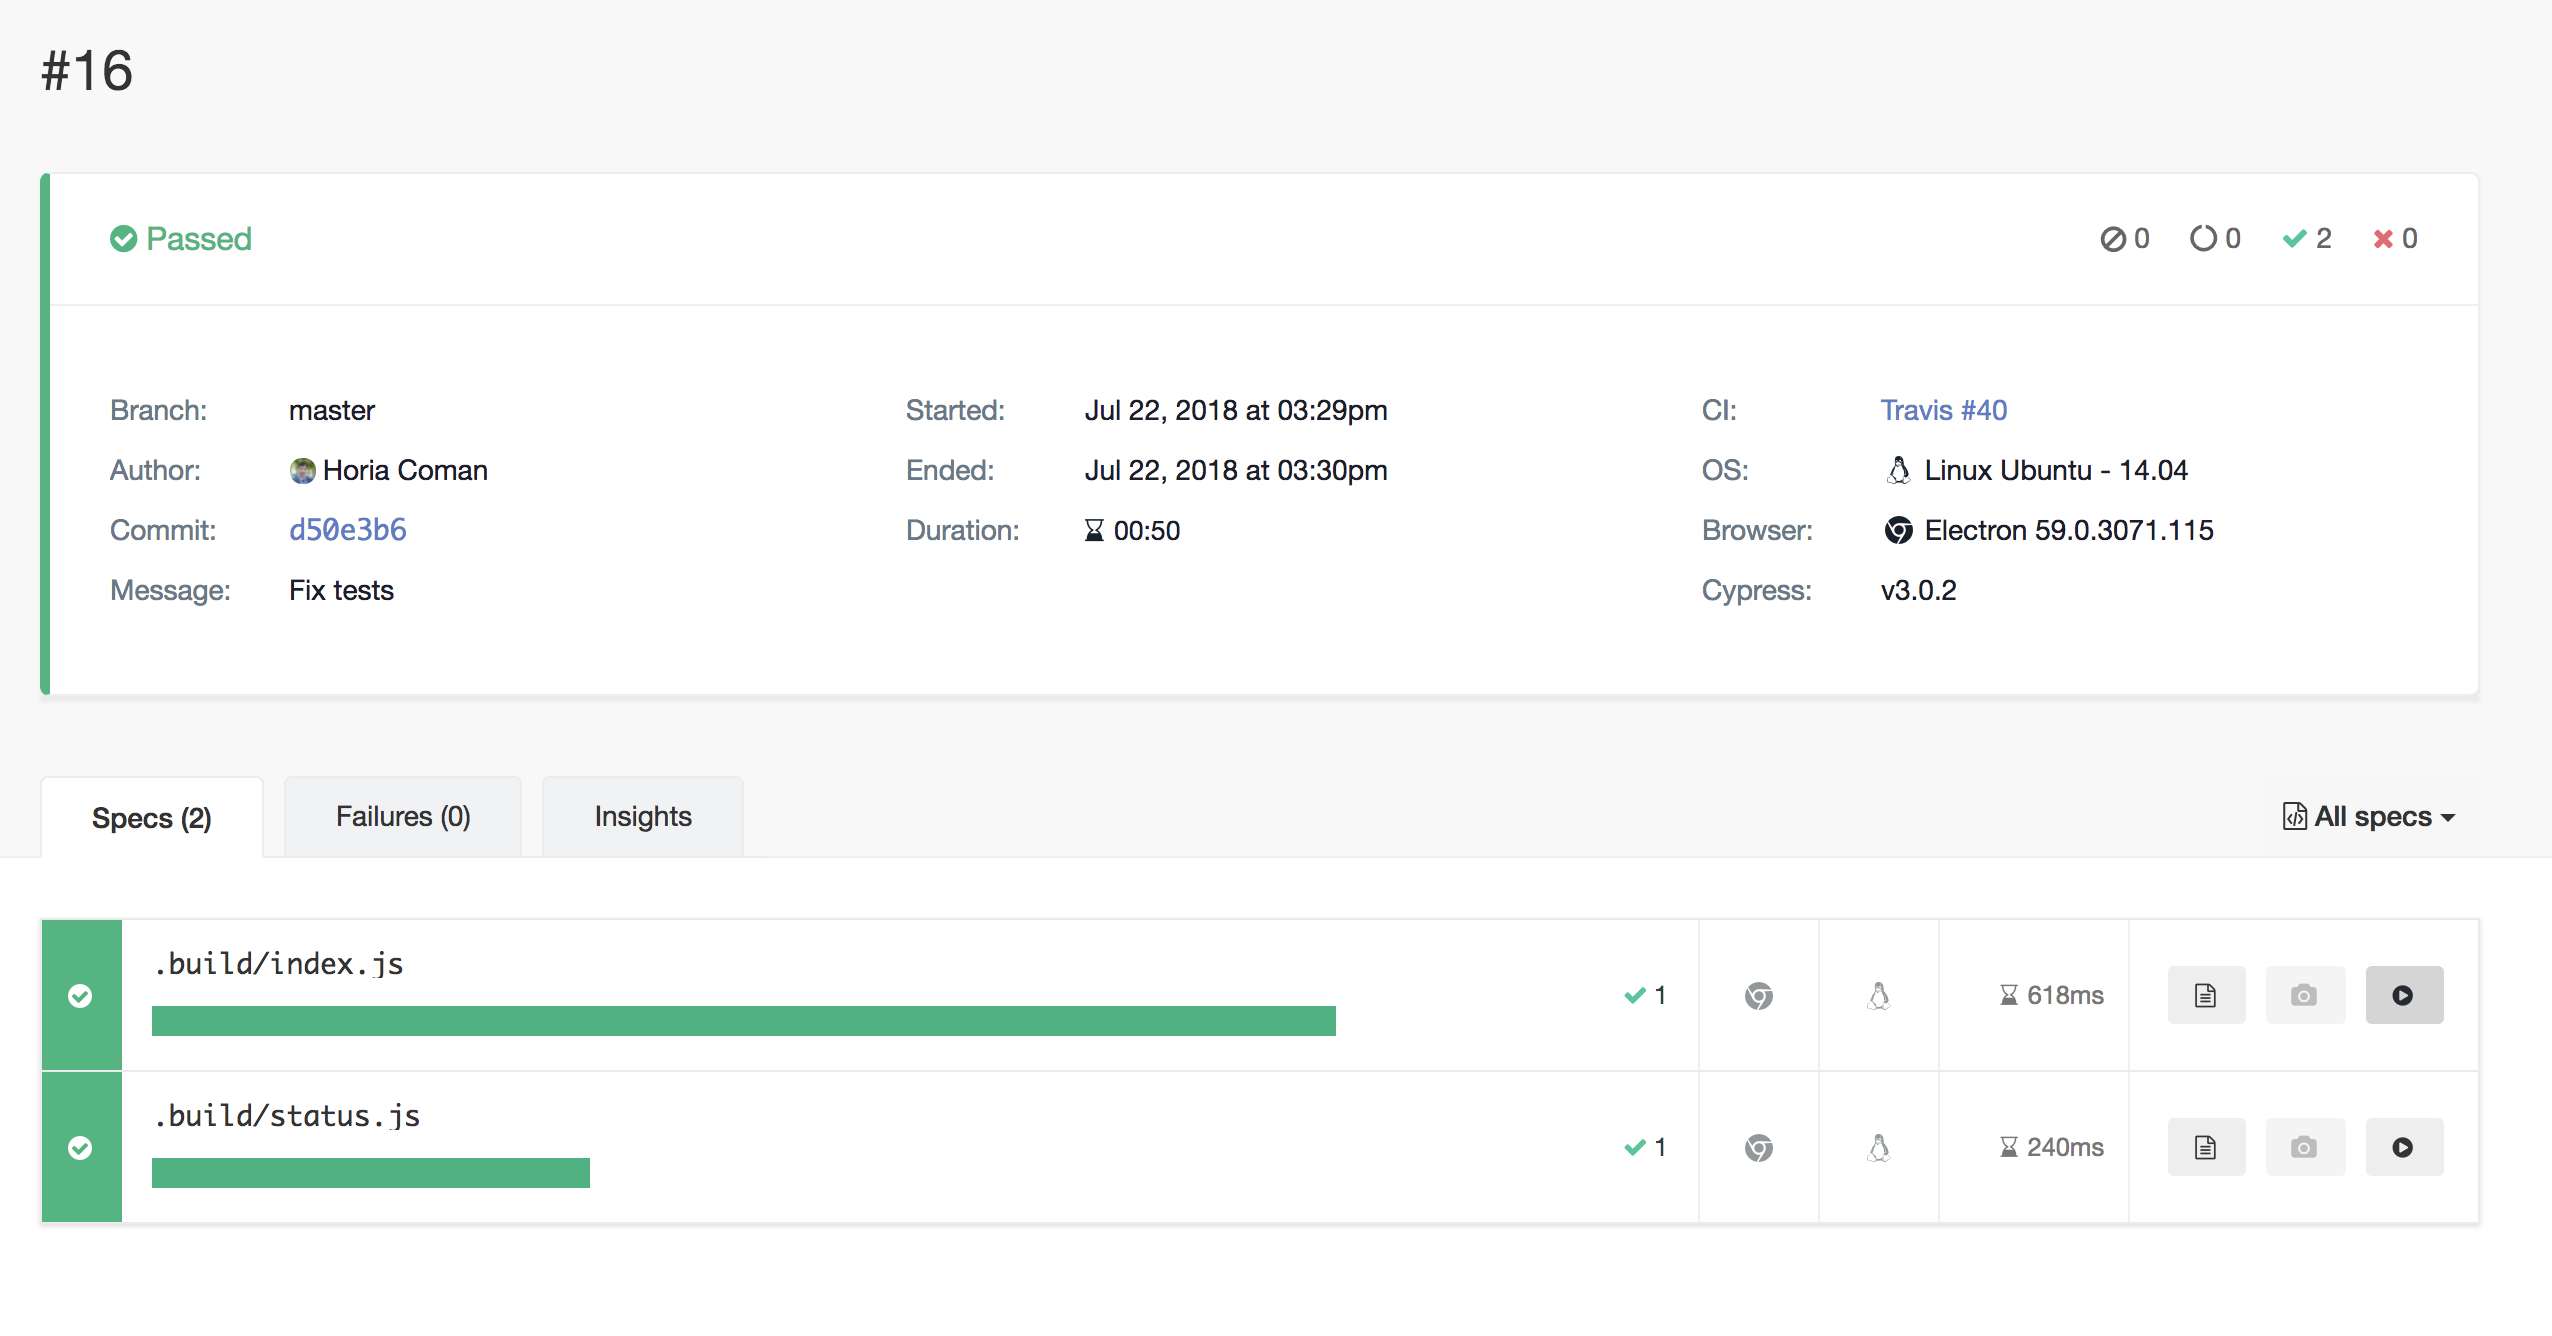 #16
Passed 0 0 2 0
Branch: master Started: Jul 22, 2018 at 03:29pm CI: Travis #40
Author: Horia Coman Ended: Jul 22, 2018 at 03:30pm OS: Linux Ubuntu - 14.04
Commit: d50e3b6 Duration: 00:50 Browser: Electron 59.0.3071.115
Message: Fix tests Cypress: v3.0.2
Specs (2) Failures (0) Insights All specs
.build/index.js
1 618ms
.build/status.js
1 240ms